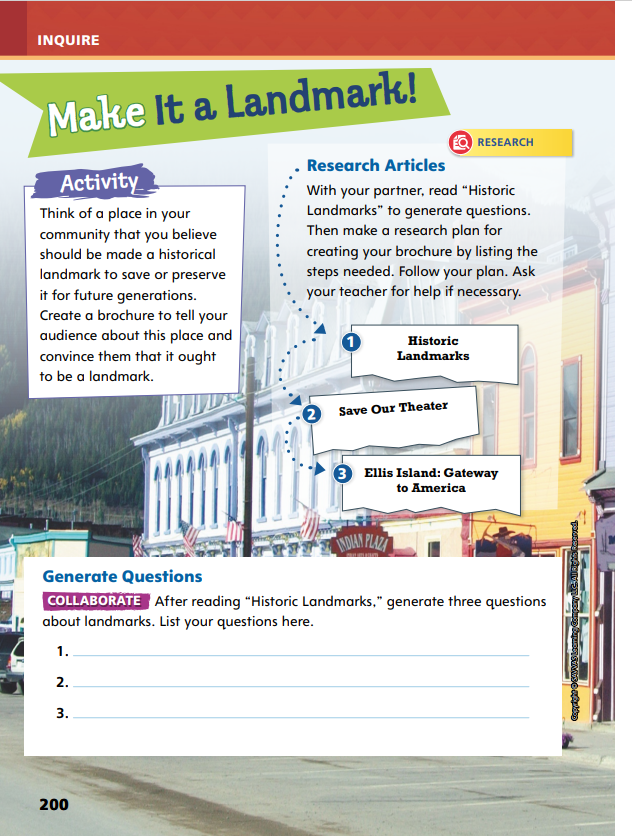 INQUIRE
Make It a Landmark!
RESEARCH
Activity
Think of a place in your
community that you believe
should be made a historical
landmark to save or preserve
it for future generations.
Create a brochure to tell your
audience about this place and
convince them that it ought
to be a landmark.
Research Articles
With your partner, read “Historic
Landmarks” to generate questions.
Then make a research plan for
creating your brochure by listing the
steps needed. Follow your plan. Ask
your teacher for help if necessary.
1 Historic
Landmarks
2 Save Our Theater
3 Ellis Island: Gateway
to America
INDIAN PLAZA
Generate Questions
COLLABORATE After reading “Historic Landmarks,” generate three questions
about landmarks. List your questions here.
1.
2.
3.
Copyright © SAVVAS Learning Company LLC. All Rights Reserved.
200